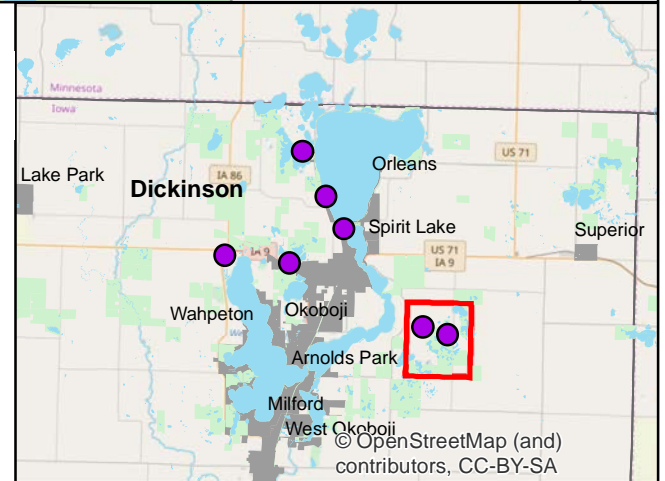 Minnesota
Iowa
US 71
Orleans
Lake Park
IA 86
Dickinson
Spirit Lake
Superior
IA 9
US 71
IA 9
Wahpeton
Okoboji
Arnolds Park
Milford
West Okoboji
© OpenStreetMap (and)
contributors, CC-BY-SA